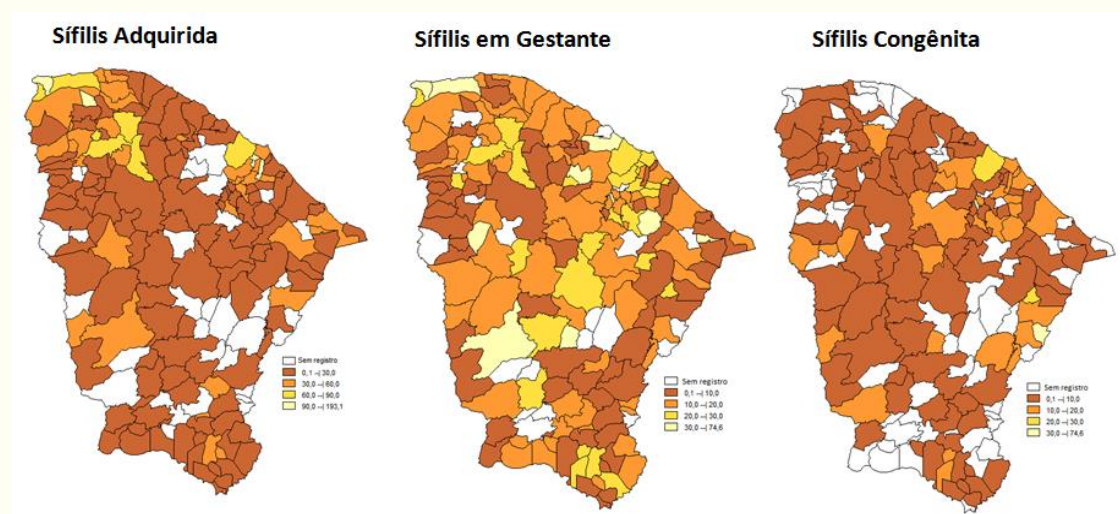 Sífilis Adquirida
Sífilis em Gestante
Sífilis Congênita
Sem registro
0,1 --| 30,0
30,0 --| 60,0
60,0 --| 90,0
90,0 --| 193,1
Sem registro
0,1 --| 10,0
10,0 --| 20,0
20,0 --| 30,0
30,0 --| 74,6
Sem registro
0,1 --| 10,0
10,0 --| 20,0
20,0 --| 30,0
30,0 --| 74,6